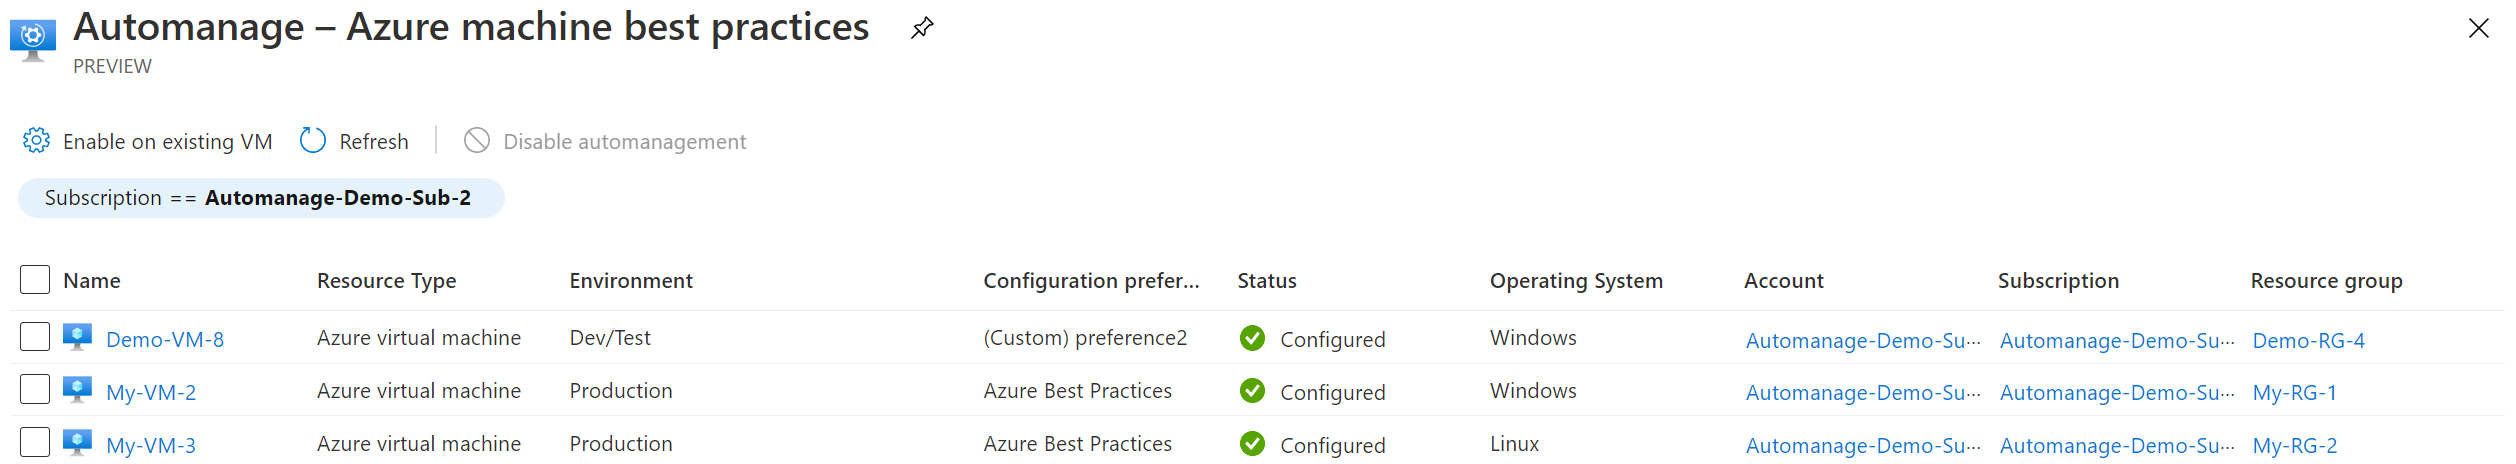 Automanage – Azure machine best practices
PREVIEW
Enable on existing VM Refresh Disable automanagement
Subscription == Automanage-Demo-Sub-2
Name Resource Type Environment Configuration prefer... Status Operating System Account Subscription Resource group
Demo-VM-8 Azure virtual machine Dev/Test (Custom) preference2 Configured Windows Automanage-Demo-Su··· Automanage-Demo-Su··· Demo-RG-4
My-VM-2 Azure virtual machine Production Azure Best Practices Configured Windows Automanage-Demo-Su··· Automanage-Demo-Su··· My-RG-1
My-VM-3 Azure virtual machine Production Azure Best Practices Configured Linux Automanage-Demo-Su··· Automanage-Demo-Su··· My-RG-2